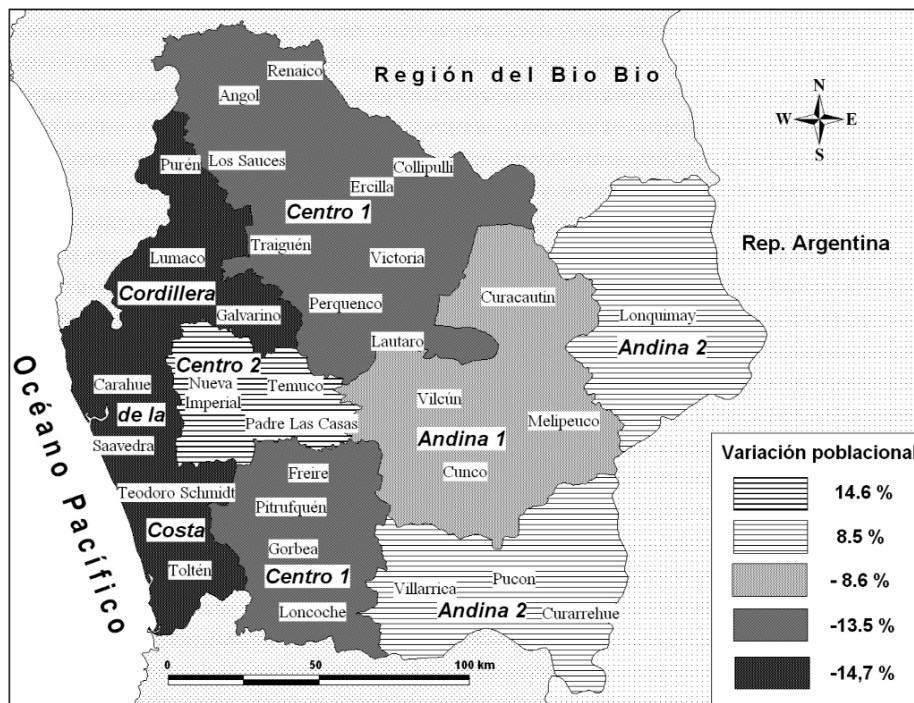 Región del Bio Bio
Renaico
Angol
N
W E
S
Purén
Los Sauces
Collipulli
Ercilla
Centro 1
Traiguén
Victoria
Rep. Argentina
Lumaco
Cordillera
Curacautin
Perquenco
Galvarino
Lonquimay
Lautaro
Andina 2
Centro 2
Nueva
Imperial
Temuco
Carahue
de la
Vilcún
Padre Las Casas
Melipeuco
Andina 1
Saavedra
Cunco
Océano Pacífico
Freire
Teodoro Schmidt
Pitrufquén
Costa
Gorbea
Toltén
Centro 1
Loncoche
Villarrica
Pucon
Andina 2
Curarrehue
0 50 100 km
Variación poblacional
14.6 %
8.5 %
- 8.6 %
-13.5 %
-14,7 %